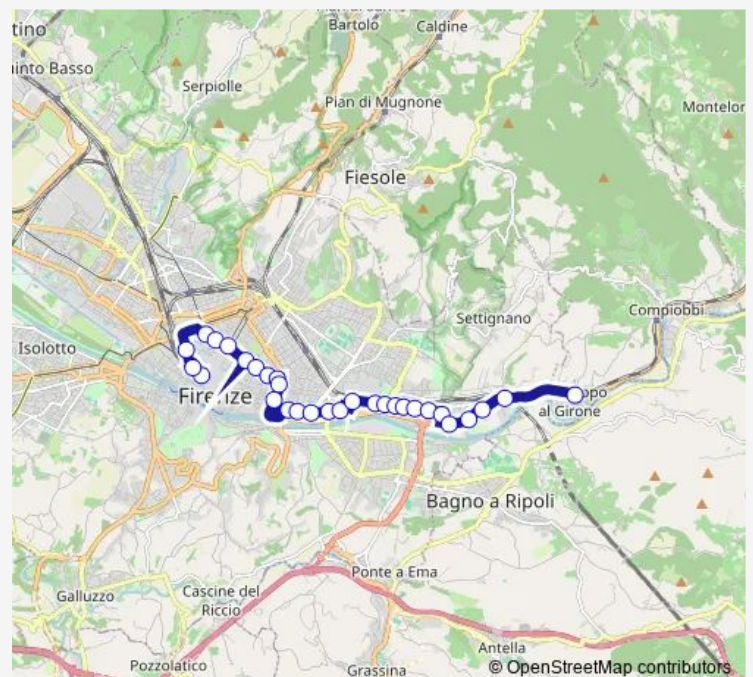 tino
Bartolo
Caldine
uinto Basso
Serpiolle
Pian di Mugnone
Montelor
Fiesole
Settignano
Compiobbi
Isolotto
Firenze
al Girone
Bagno a Ripoli
Ponte a Ema
Galluzzo
Cascine del
Riccio
Antella
Pozzolatico
Grassina
© OpenStreetMap contributors